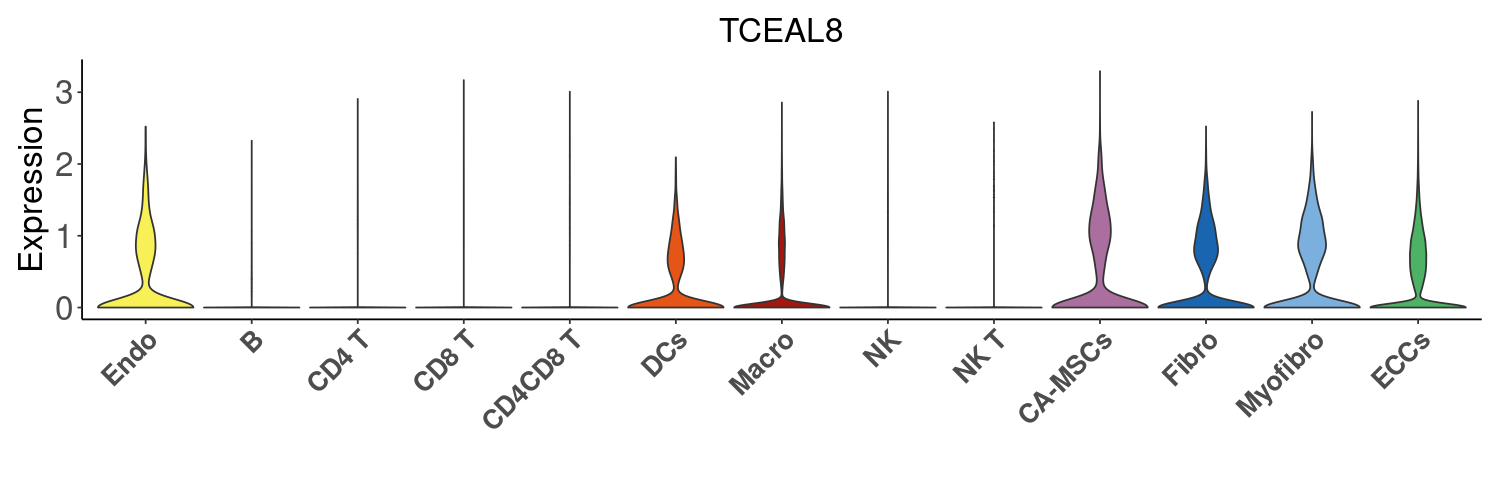 TCEAL8
Expression
3
2
1
0
Endo
B
CD4 T
CD8 T
CD4CD8 T
DCs
Macro
NK
NK T
CA-MSCs
Fibro
Myofibro
ECCs